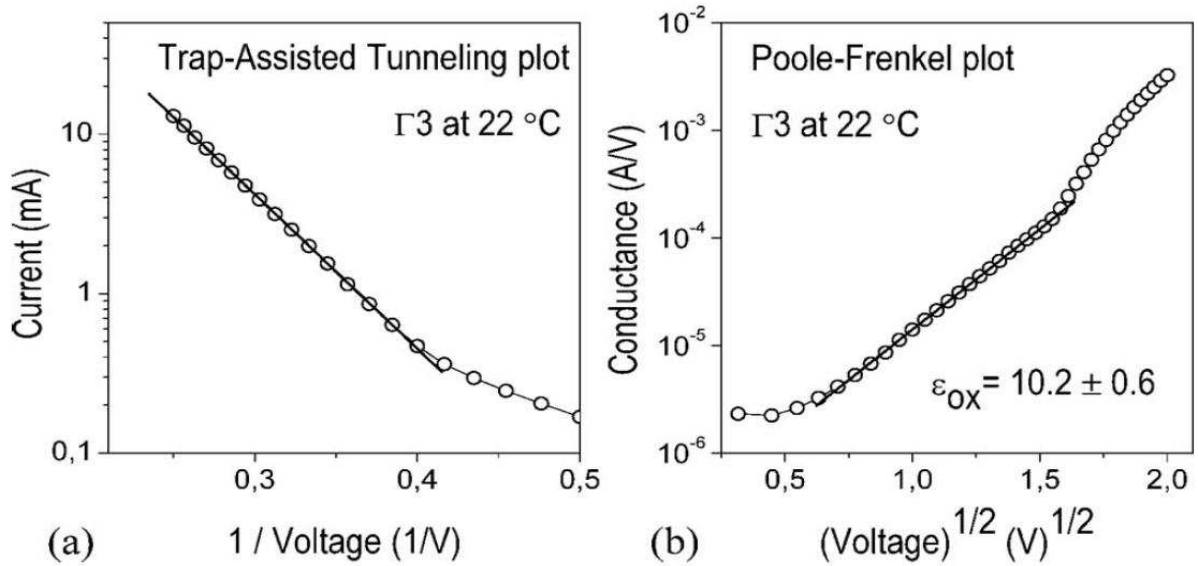 Trap-Assisted Tunneling plot
Γ3 at 22 °C
10
1
0,1
Current (mA)
0,3
0,4
0,5
(a)
1 / Voltage (1/V)
Poole-Frenkel plot
Γ3 at 22 °C
10⁻²
10⁻³
10⁻⁴
10⁻⁵
10⁻⁶
Conductance (A/V)
εox= 10.2 ± 0.6
0,5
1,0
1,5
2,0
(b)
(Voltage)^1/2 (V)^1/2